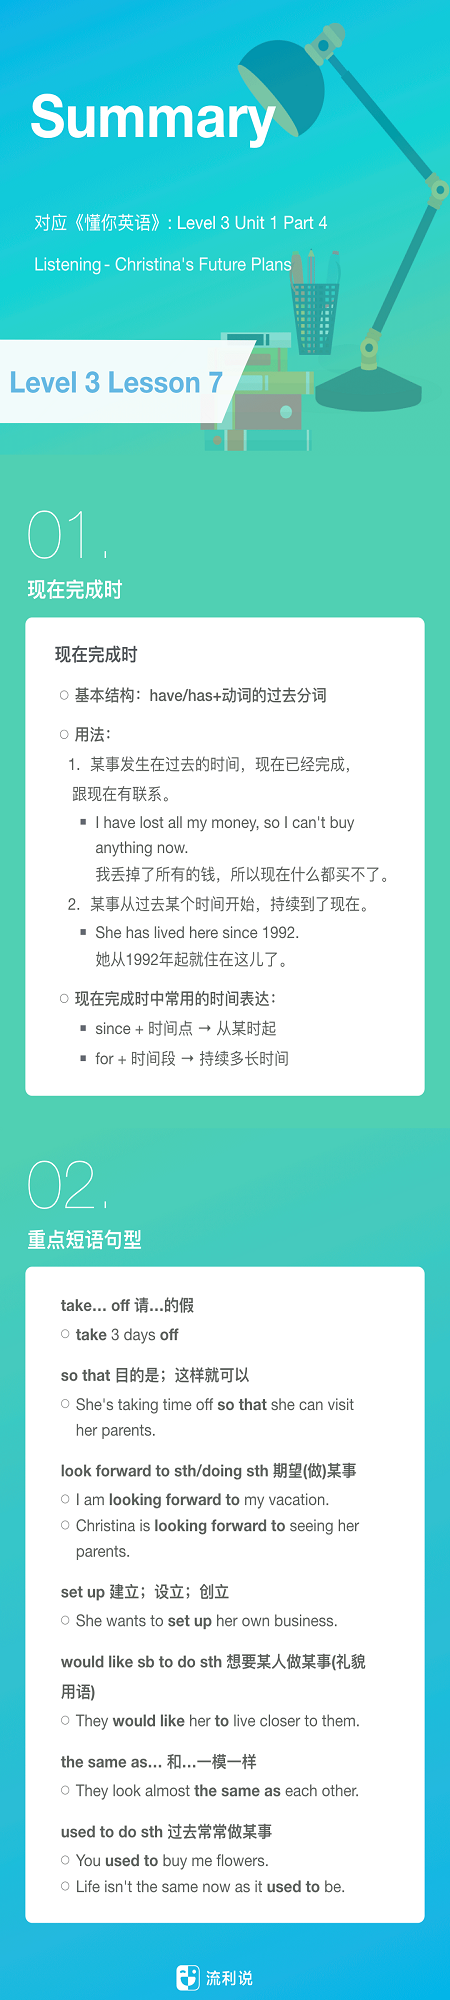 Summary
对应《懂你英语》: Level 3 Unit 1 Part 4
Listening - Christina's Future Plans
Level 3 Lesson 7
01.
现在完成时
现在完成时
○ 基本结构：have/has+动词的过去分词
○ 用法：
1. 某事发生在过去的时间，现在已经完成，
跟现在有联系。
▪ I have lost all my money, so I can't buy
anything now.
我丢掉了所有的钱，所以现在什么都买不了。
2. 某事从过去某个时间开始，持续到了现在。
▪ She has lived here since 1992.
她从1992年起就住在这儿了。
○ 现在完成时中常用的时间表达：
▪ since + 时间点 → 从某时起
▪ for + 时间段 → 持续多长时间
02.
重点短语句型
take... off 请...的假
○ take 3 days off
so that 目的是；这样就可以
○ She's taking time off so that she can visit
her parents.
look forward to sth/doing sth 期望(做)某事
○ I am looking forward to my vacation.
○ Christina is looking forward to seeing her
parents.
set up 建立；设立；创立
○ She wants to set up her own business.
would like sb to do sth 想要某人做某事(礼貌
用语)
○ They would like her to live closer to them.
the same as... 和...一模一样
○ They look almost the same as each other.
used to do sth 过去常常做某事
○ You used to buy me flowers.
○ Life isn't the same now as it used to be.
流利说